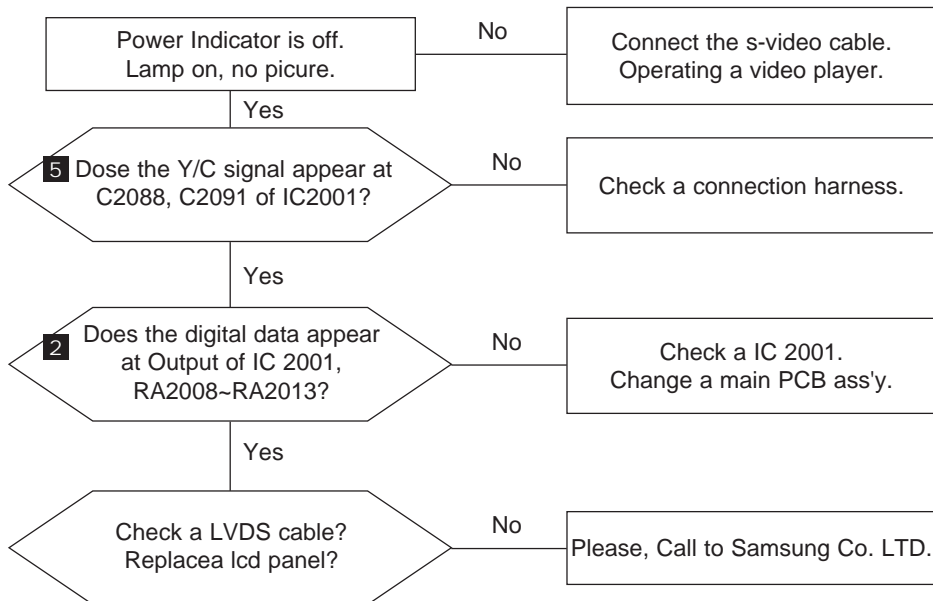 Power Indicator is off.
Lamp on, no picure.
No
Connect the s-video cable.
Operating a video player.
Yes
5 Dose the Y/C signal appear at
C2088, C2091 of IC2001?
No
Check a connection harness.
Yes
2 Does the digital data appear
at Output of IC 2001,
RA2008~RA2013?
No
Check a IC 2001.
Change a main PCB ass'y.
Yes
Check a LVDS cable?
Replacea lcd panel?
No
Please, Call to Samsung Co. LTD.